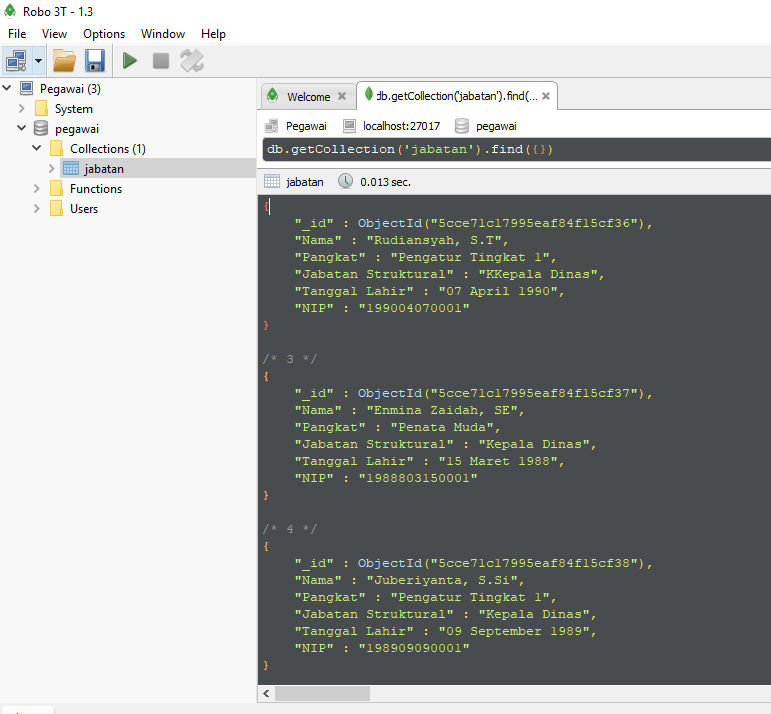 Robo 3T - 1.3
File View Options Window Help
Pegawai (3)
System
pegawai
Collections (1)
jabatan
Functions
Users
Welcome
db.getCollection('jabatan').find(...
Pegawai localhost:27017 pegawai
db.getCollection('jabatan').find({})
jabatan 0.013 sec.
{
"_id" : ObjectId("5cce71c17995eaf84f15cf36"),
"Nama" : "Rudiansyah, S.T",
"Pangkat" : "Pengatur Tingkat 1",
"Jabatan Struktural" : "KKepala Dinas",
"Tanggal Lahir" : "07 April 1990",
"NIP" : "199004070001"
}
/* 3 */
{
"_id" : ObjectId("5cce71c17995eaf84f15cf37"),
"Nama" : "Enmina Zaidah, SE",
"Pangkat" : "Penata Muda",
"Jabatan Struktural" : "Kepala Dinas",
"Tanggal Lahir" : "15 Maret 1988",
"NIP" : "1988803150001"
}
/* 4 */
{
"_id" : ObjectId("5cce71c17995eaf84f15cf38"),
"Nama" : "Juberiyanta, S.Si",
"Pangkat" : "Pengatur Tingkat 1",
"Jabatan Struktural" : "Kepala Dinas",
"Tanggal Lahir" : "09 September 1989",
"NIP" : "198909090001"
}